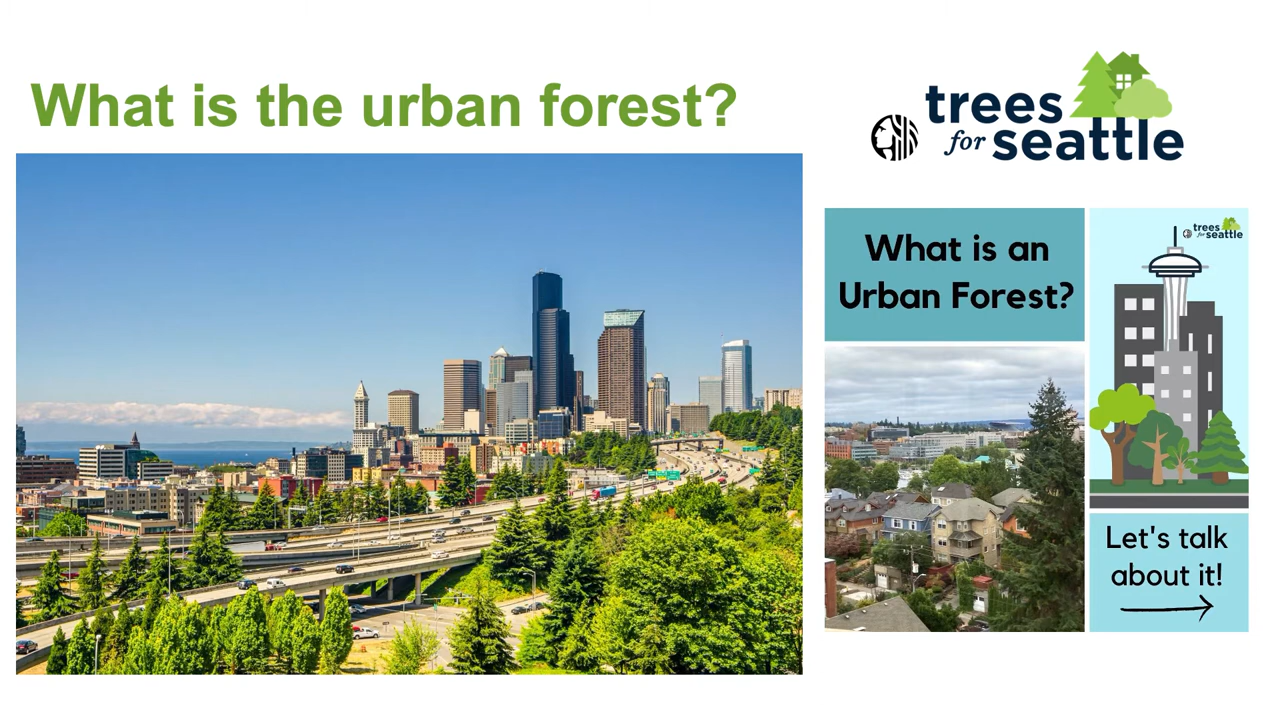 What is the urban forest?
trees
for seattle
What is an
Urban Forest?
trees
for seattle
Let's talk
about it!